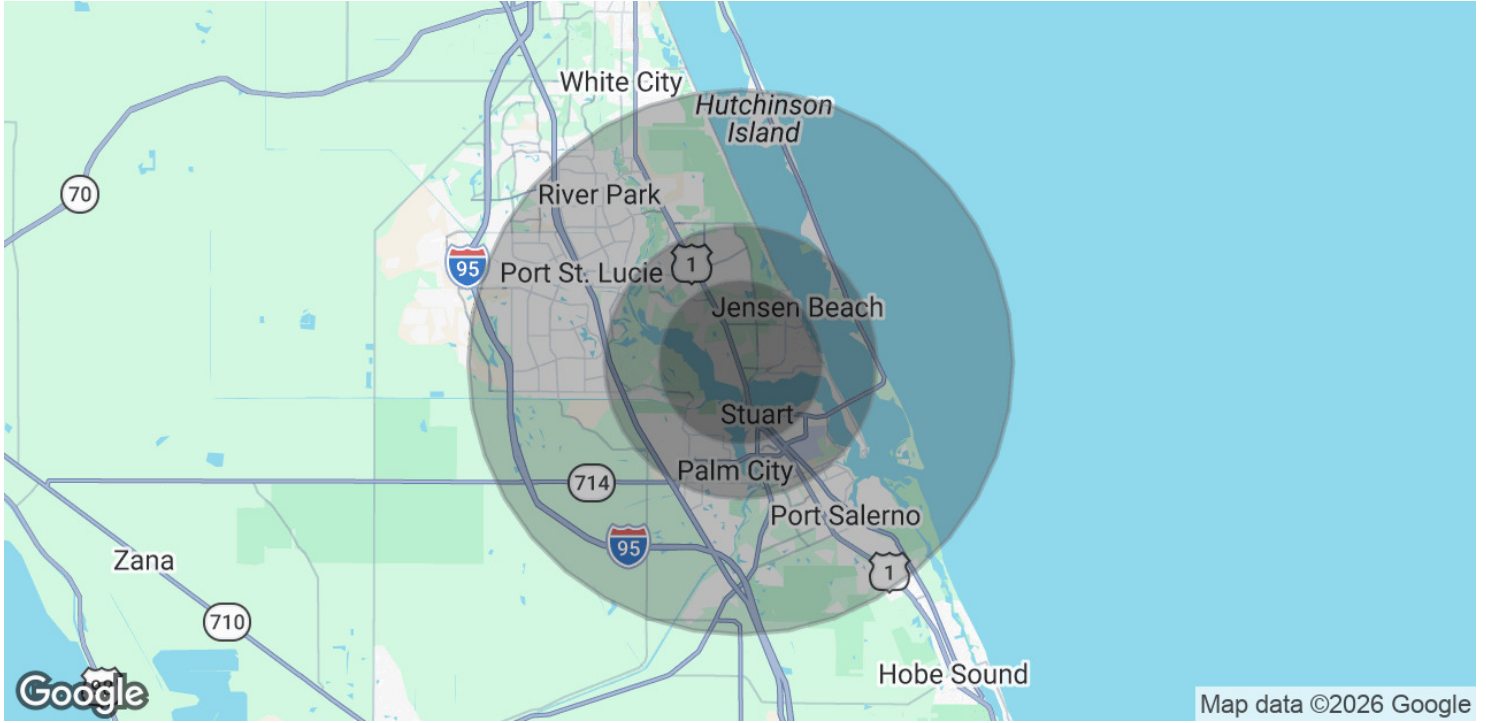 White City
Hutchinson
Island
70
River Park
95
Port St. Lucie
1
Jensen Beach
Stuart
Palm City
714
Port Salerno
95
Zana
1
710
Hobe Sound
Google
Map data ©2026 Google